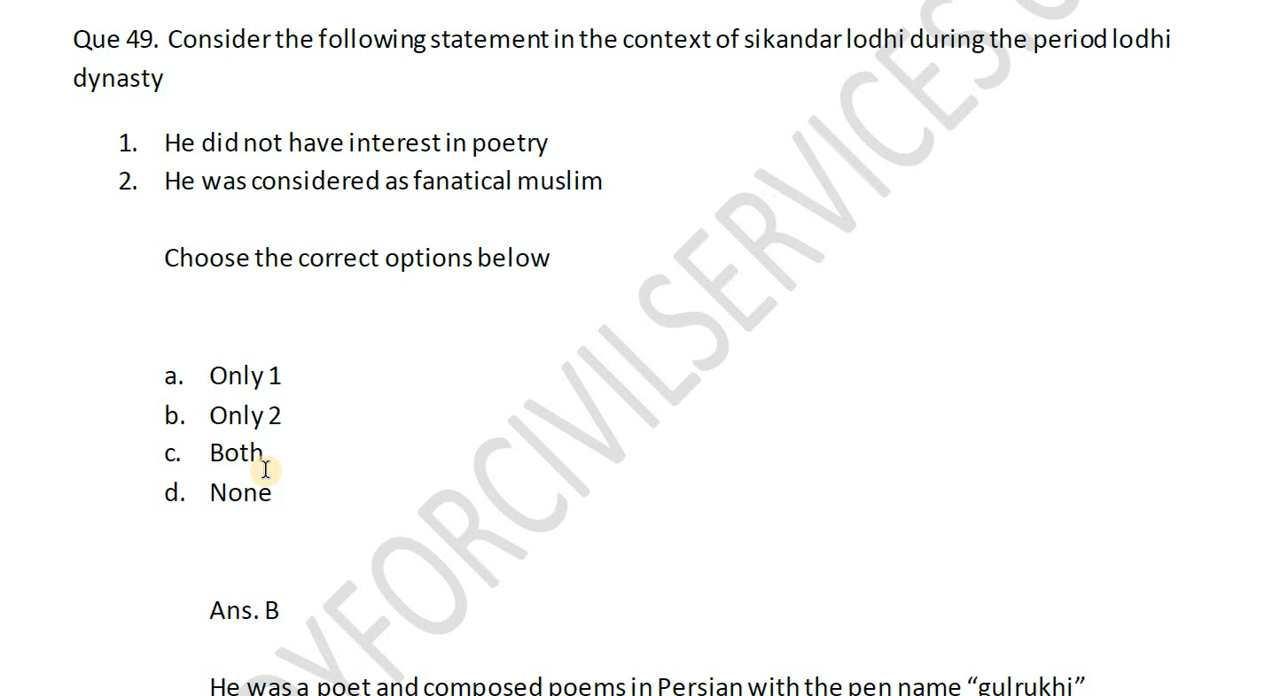 Que 49. Consider the following statement in the context of sikandar lodhi during the period lodhi
dynasty
1. He did not have interest in poetry
2. He was considered as fanatical muslim
Choose the correct options below
a. Only 1
b. Only 2
c. Both
d. None
Ans. B
He was a poet and composed poems in Persian with the pen name “gulrukhi”